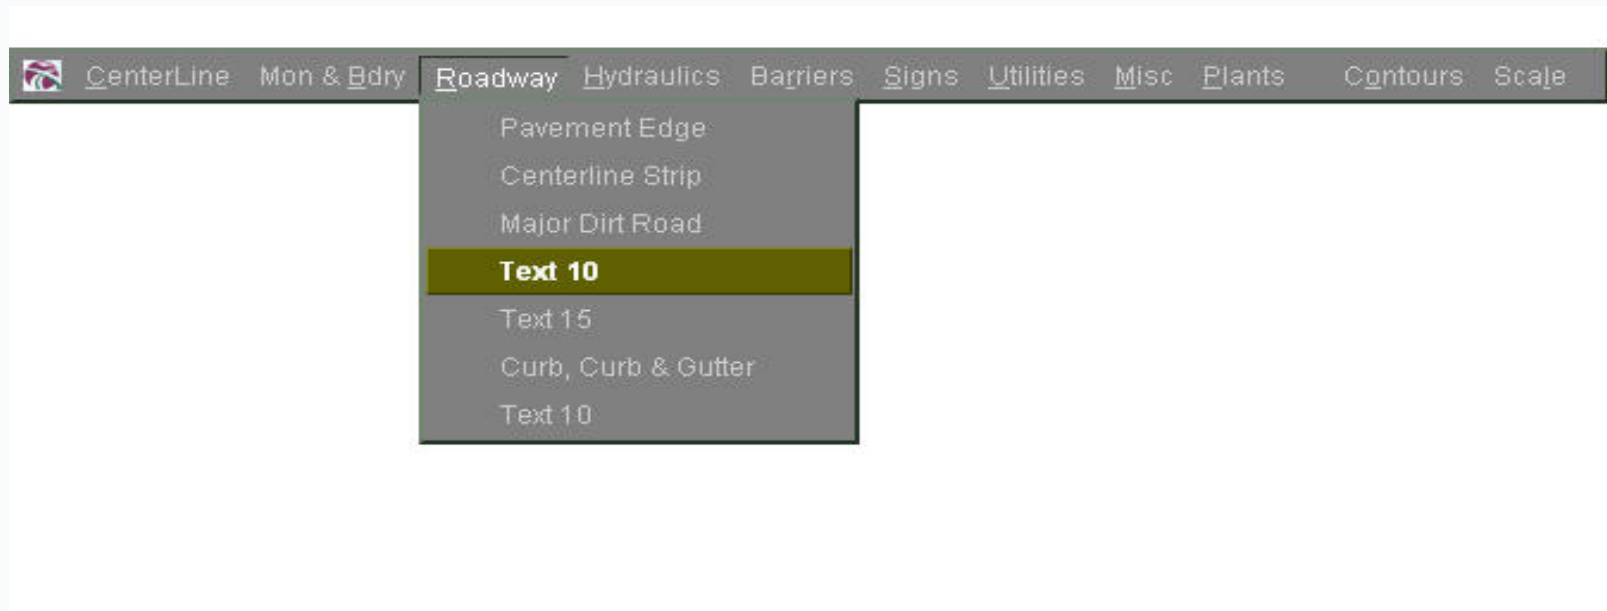 CenterLine Mon & Bdry Roadway Hydraulics Barriers Signs Utilities Misc Plants Contours Scale
Pavement Edge
Centerline Strip
Major Dirt Road
Text 10
Text 15
Curb, Curb & Gutter
Text 10